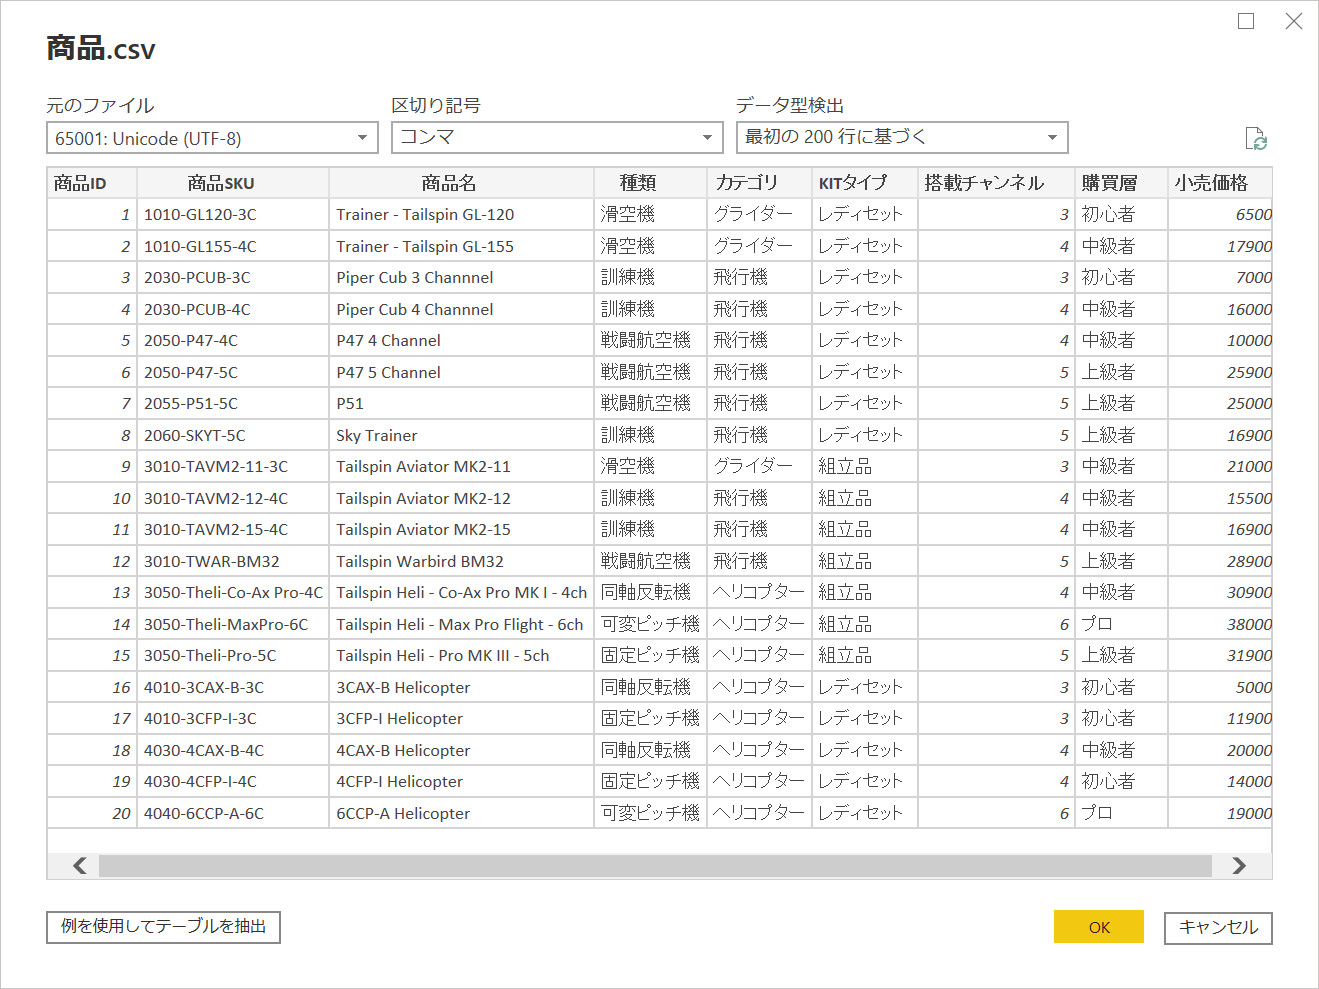 商品.csv
元のファイル 区切り記号 データ型検出
65001: Unicode (UTF-8) コンマ 最初の 200 行に基づく
商品ID 商品SKU 商品名 種類 カテゴリ KITタイプ 搭載チャンネル 購買層 小売価格
1 1010-GL120-3C Trainer - Tailspin GL-120 滑空機 グライダー レディセット 3 初心者 6500
2 1010-GL155-4C Trainer - Tailspin GL-155 滑空機 グライダー レディセット 4 中級者 17900
3 2030-PCUB-3C Piper Cub 3 Channnel 訓練機 飛行機 レディセット 3 初心者 7000
4 2030-PCUB-4C Piper Cub 4 Channnel 訓練機 飛行機 レディセット 4 中級者 16000
5 2050-P47-4C P47 4 Channel 戦闘航空機 飛行機 レディセット 4 中級者 10000
6 2050-P47-5C P47 5 Channel 戦闘航空機 飛行機 レディセット 5 上級者 25900
7 2055-P51-5C P51 戦闘航空機 飛行機 レディセット 5 上級者 25000
8 2060-SKYT-5C Sky Trainer 訓練機 飛行機 レディセット 5 上級者 16900
9 3010-TAVM2-11-3C Tailspin Aviator MK2-11 滑空機 グライダー 組立品 3 中級者 21000
10 3010-TAVM2-12-4C Tailspin Aviator MK2-12 訓練機 飛行機 組立品 4 中級者 15500
11 3010-TAVM2-15-4C Tailspin Aviator MK2-15 訓練機 飛行機 組立品 4 中級者 16900
12 3010-TWAR-BM32 Tailspin Warbird BM32 戦闘航空機 飛行機 組立品 5 上級者 28900
13 3050-Theli-Co-Ax Pro-4C Tailspin Heli - Co-Ax Pro MK I - 4ch 同軸反転機 ヘリコプター 組立品 4 中級者 30900
14 3050-Theli-MaxPro-6C Tailspin Heli - Max Pro Flight - 6ch 可変ピッチ機 ヘリコプター 組立品 6 プロ 38000
15 3050-Theli-Pro-5C Tailspin Heli - Pro MK III - 5ch 固定ピッチ機 ヘリコプター 組立品 5 上級者 31900
16 4010-3CAX-B-3C 3CAX-B Helicopter 同軸反転機 ヘリコプター レディセット 3 初心者 5000
17 4010-3CFP-I-3C 3CFP-I Helicopter 固定ピッチ機 ヘリコプター レディセット 3 初心者 11900
18 4030-4CAX-B-4C 4CAX-B Helicopter 同軸反転機 ヘリコプター レディセット 4 中級者 20000
19 4030-4CFP-I-4C 4CFP-I Helicopter 固定ピッチ機 ヘリコプター レディセット 4 初心者 14000
20 4040-6CCP-A-6C 6CCP-A Helicopter 可変ピッチ機 ヘリコプター レディセット 6 プロ 19000
例を使用してテーブルを抽出 OK キャンセル